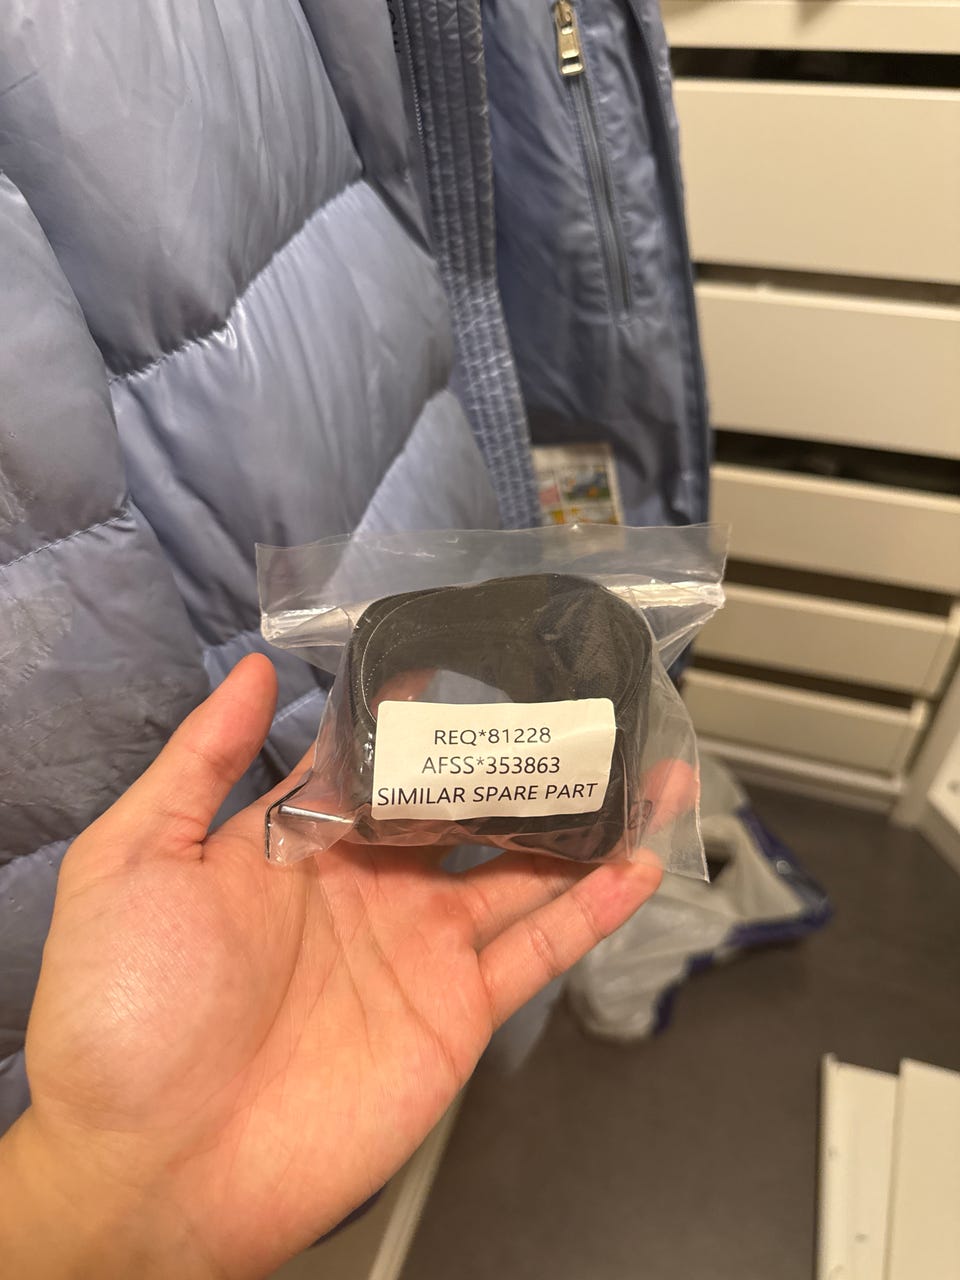 REQ*81228
AFSS*353863
SIMILAR SPARE PART